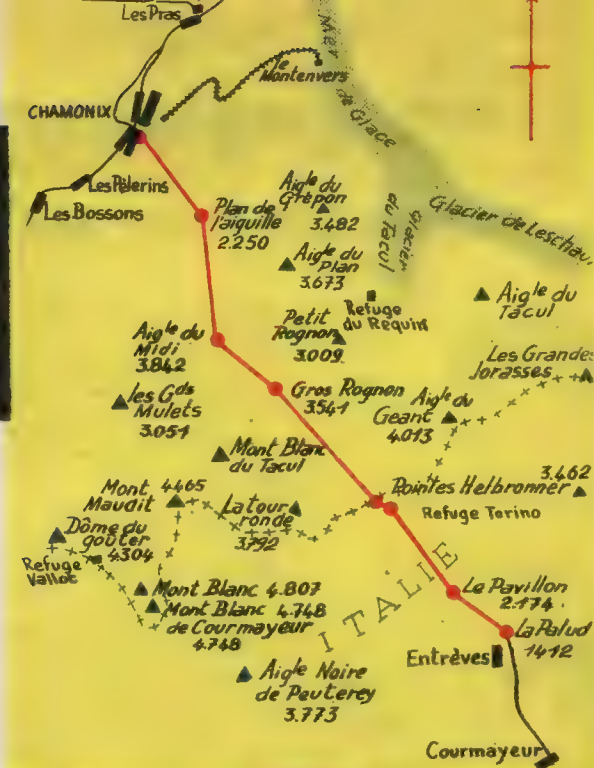 Les Pras
Mer
de Glace
le
Montenvers
CHAMONIX
Les Pèlerins
Les Bossons
Plan de
l'aiguille
2.250
Aigle du
Grépon
3.482
Glacier
du Tacul
Glacier de Leschau
Aigle du
Plan
3.673
Refuge
du Requin
Aigle du
Tacul
Aigle du
Midi
3.842
Petit
Rognon
3.009
Les Grandes
Jorasses
les Gds
Mulets
3.051
Gros Rognon
3.541
Aigle du
Geant
4.013
Mont Blanc
du Tacul
Mont
Maudit
4465
La tour
ronde
3.792
Pointes Helbronner
3.462
Refuge Torino
Dôme du
goûter
4.304
Refuge
Vallot
Mont Blanc 4.807
Mont Blanc 4.748
de Courmayeur
4.748
ITALIE
Le Pavillon
2.174
La Palud
1412
Entrèves
Aigle Noire
de Peuterey
3.773
Courmayeur